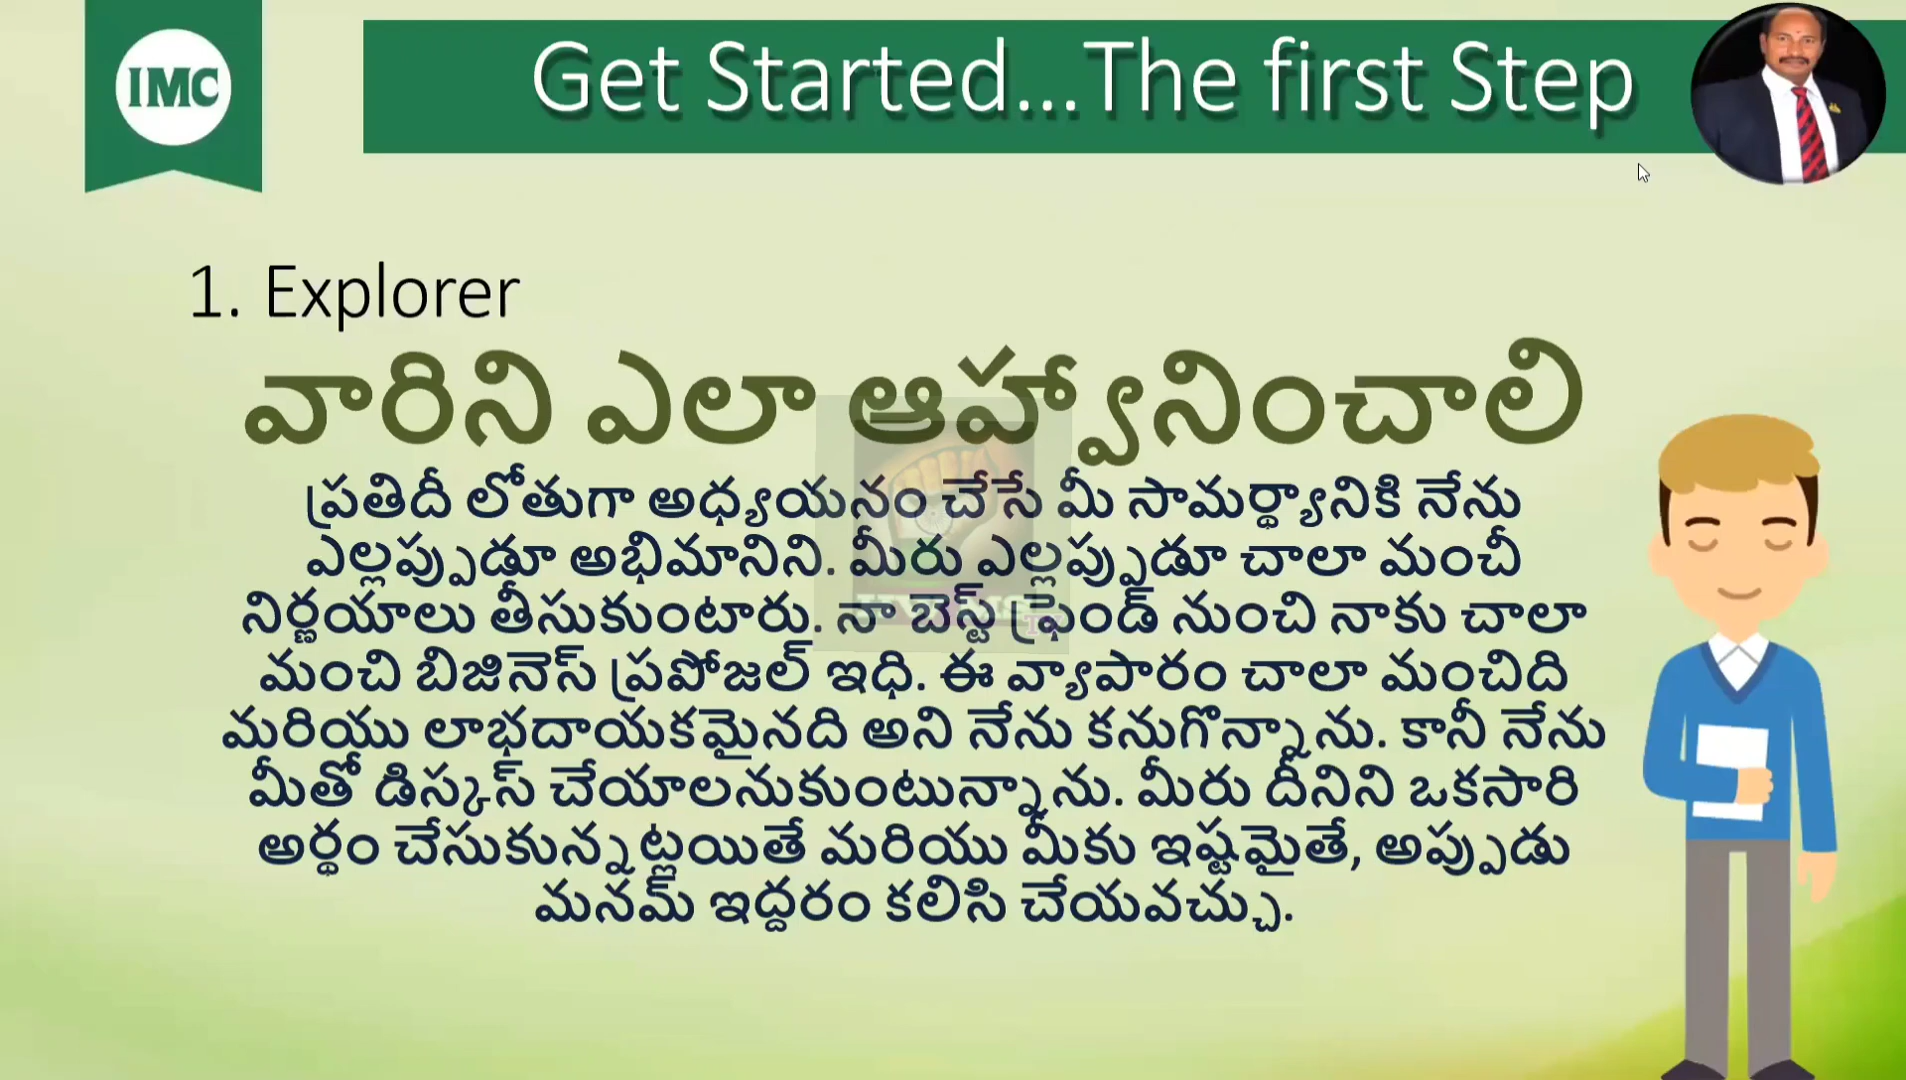 IMC
Get Started...The first Step
1. Explorer
వారిని ఎలా ఆహ్వానించాలి
ప్రతిదీ లోతుగా అధ్యయనం చేసే మీ సామర్థ్యానికి నేను
ఎల్లప్పుడూ అభిమానిని. మీరు ఎల్లప్పుడూ చాలా మంచీ
నిర్ణయాలు తీసుకుంటారు. నా బెస్ట్ ఫ్రెండ్ నుంచి నాకు చాలా
మంచి బిజినెస్ ప్రపోజల్ ఇధి. ఈ వ్యాపారం చాలా మంచిది
మరియు లాభదాయకమైనది అని నేను కనుగొన్నాను. కానీ నేను
మీతో డిస్కస్ చేయాలనుకుంటున్నాను. మీరు దీనిని ఒకసారి
అర్థం చేసుకున్నట్లయితే మరియు మీకు ఇష్టమైతే, అప్పుడు
మనమ్ ఇద్దరం కలిసి చేయవచ్చు.